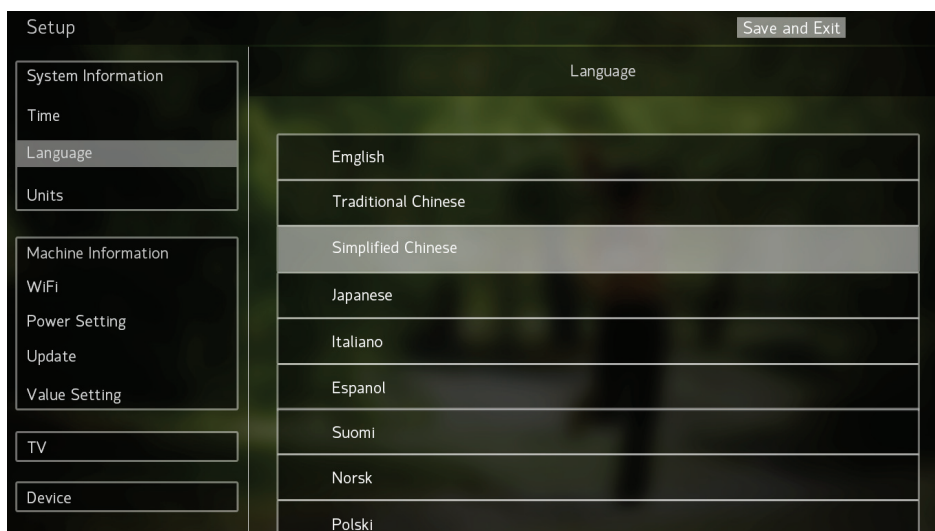 Setup
Save and Exit
System Information
Time
Language
Units
Machine Information
WiFi
Power Setting
Update
Value Setting
TV
Device
Language
Emglish
Traditional Chinese
Simplified Chinese
Japanese
Italiano
Espanol
Suomi
Norsk
Polski